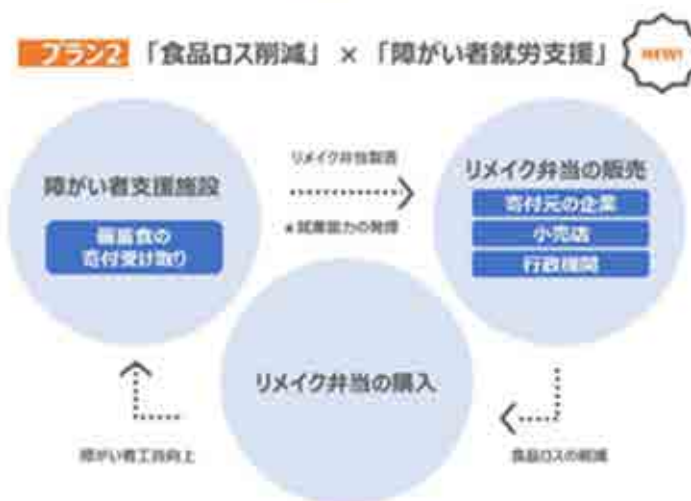 プラン2 「食品ロス削減」 × 「障がい者就労支援」 NEW!
障がい者支援施設
備蓄食の
寄付受け取り
リメイク弁当製造
★就業能力の発揮
リメイク弁当の販売
寄付元の企業
小売店
行政機関
リメイク弁当の購入
障がい者工賃向上
食品ロスの削減